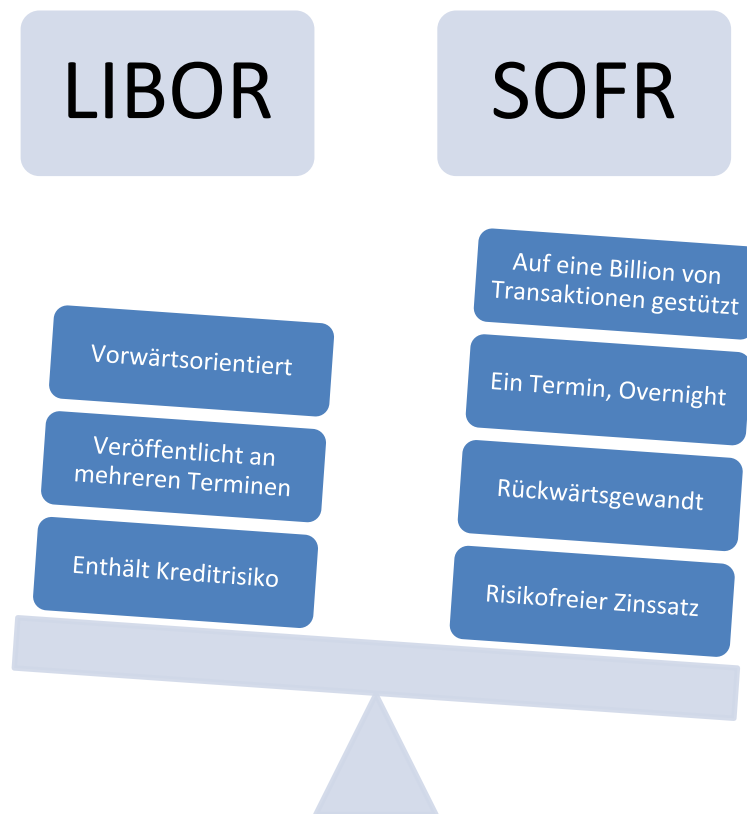 LIBOR
SOFR
Auf eine Billion von
Transaktionen gestützt
Vorwärtsorientiert
Ein Termin, Overnight
Veröffentlicht an
mehreren Terminen
Rückwärtsgewandt
Enthält Kreditrisiko
Risikofreier Zinssatz